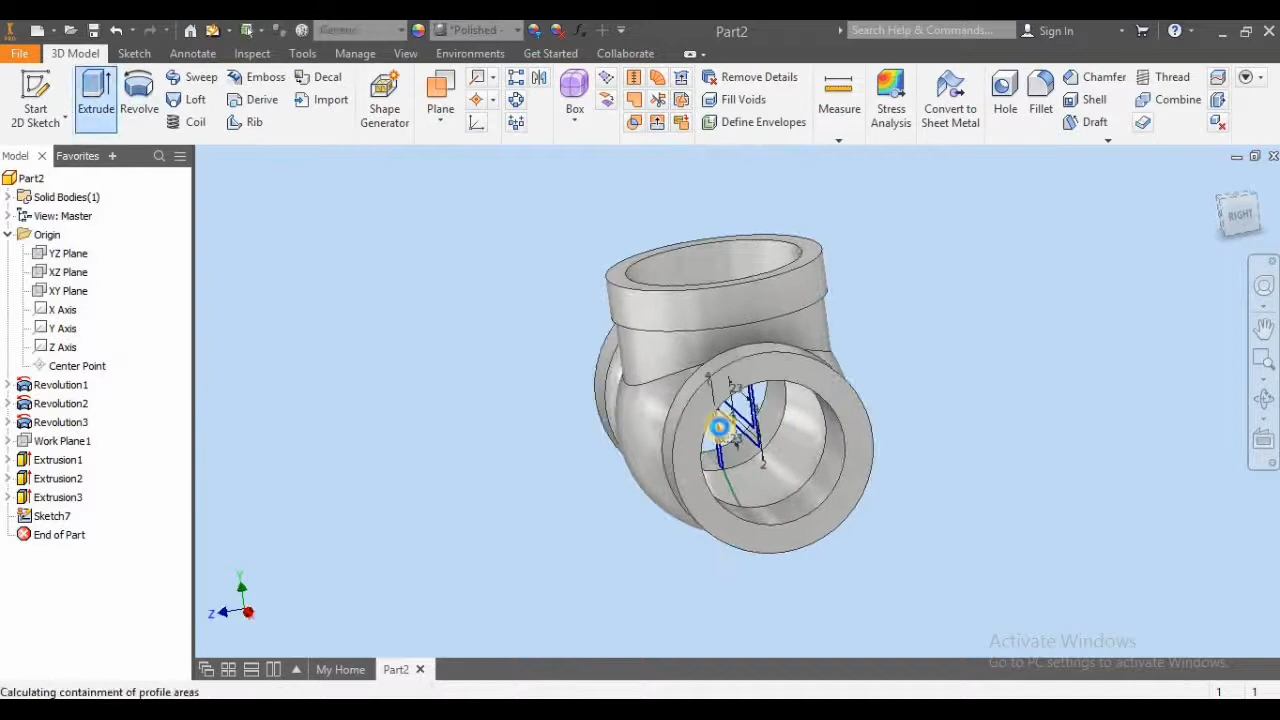 *Polished
Part2
Search Help & Commands...
Sign In
File
3D Model
Sketch
Annotate
Inspect
Tools
Manage
View
Environments
Get Started
Collaborate
Start
2D Sketch
Extrude
Revolve
Sweep
Loft
Coil
Emboss
Derive
Rib
Decal
Import
Shape
Generator
Plane
Box
Remove Details
Fill Voids
Define Envelopes
Measure
Stress
Analysis
Convert to
Sheet Metal
Hole
Fillet
Chamfer
Shell
Draft
Thread
Combine
Model
Favorites
Part2
Solid Bodies(1)
View: Master
Origin
YZ Plane
XZ Plane
XY Plane
X Axis
Y Axis
Z Axis
Center Point
Revolution1
Revolution2
Revolution3
Work Plane1
Extrusion1
Extrusion2
Extrusion3
Sketch7
End of Part
RIGHT
4
23
23
2
Y
Z
X
Activate Windows
Go to PC settings to activate Windows.
My Home
Part2
Calculating containment of profile areas
1
1